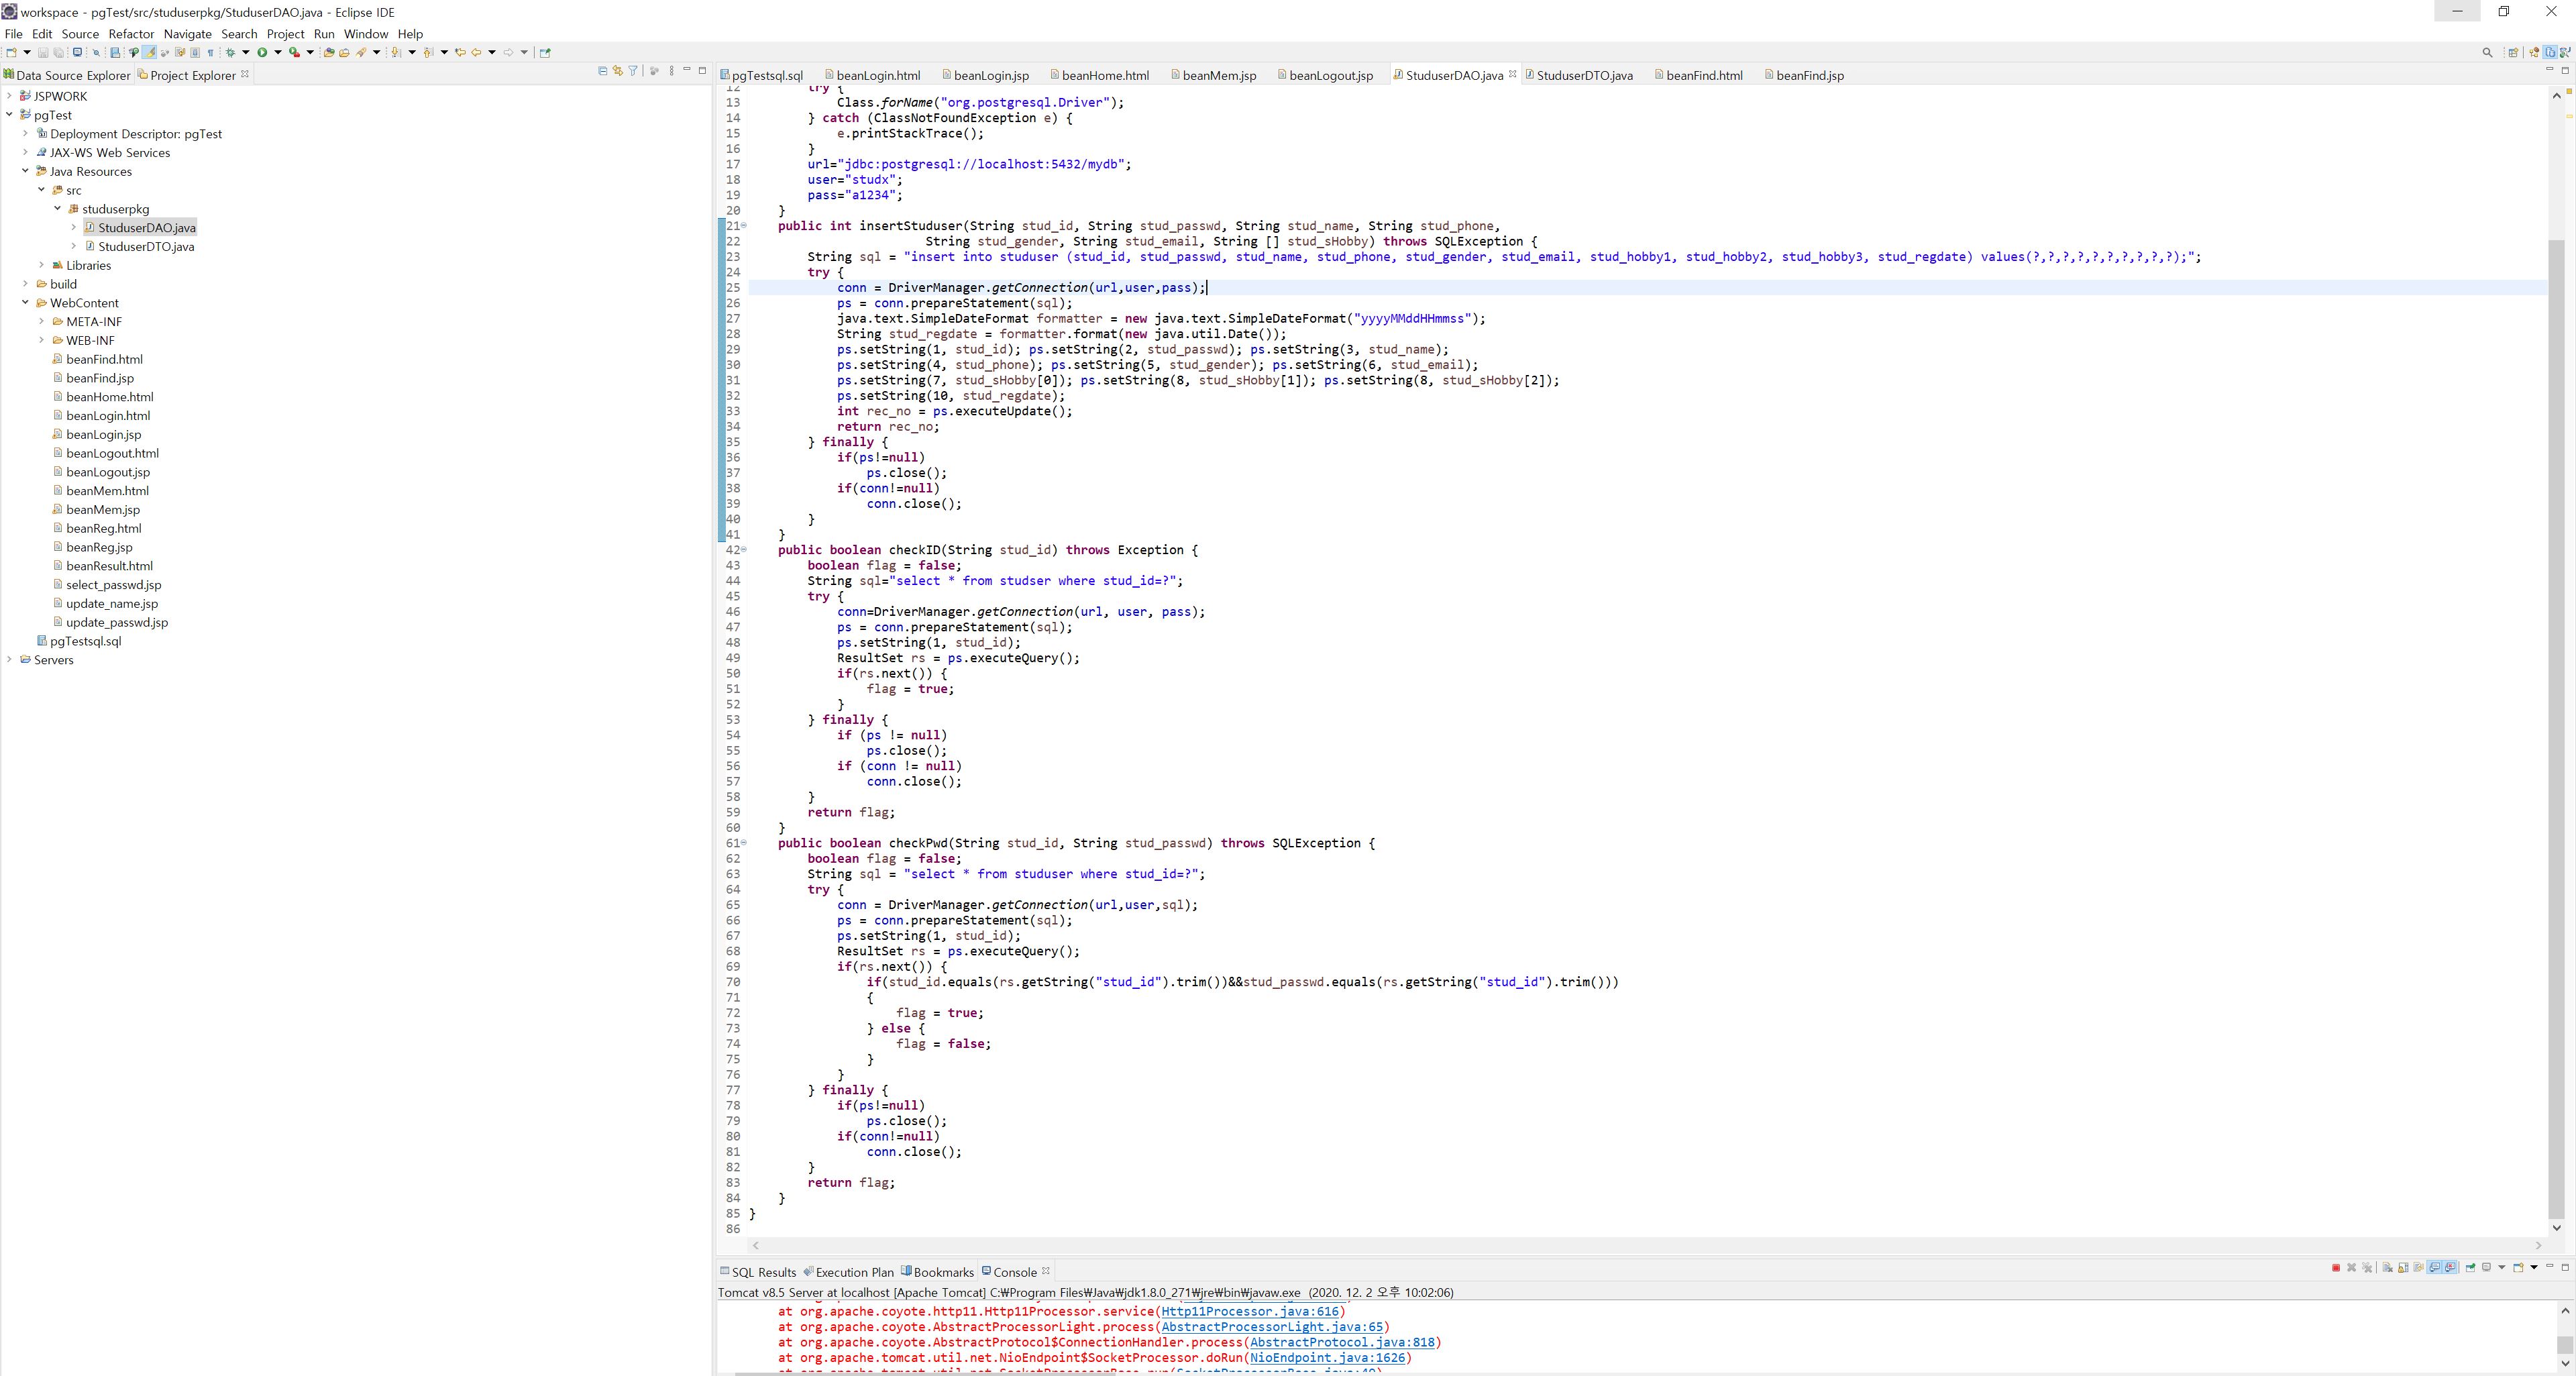 workspace - pgTest/src/studuserpkg/StuduserDAO.java - Eclipse IDE
File Edit Source Refactor Navigate Search Project Run Window Help
Data Source Explorer Project Explorer
JSPWORK
pgTest
Deployment Descriptor: pgTest
JAX-WS Web Services
Java Resources
src
studuserpkg
StuduserDAO.java
StuduserDTO.java
Libraries
build
WebContent
META-INF
WEB-INF
beanFind.html
beanFind.jsp
beanHome.html
beanLogin.html
beanLogin.jsp
beanLogout.html
beanLogout.jsp
beanMem.html
beanMem.jsp
beanReg.html
beanReg.jsp
beanResult.html
select_passwd.jsp
update_name.jsp
update_passwd.jsp
pgTestsql.sql
Servers
pgTestsql.sql beanLogin.html beanLogin.jsp beanHome.html beanMem.jsp beanLogout.jsp StuduserDAO.java StuduserDTO.java beanFind.html beanFind.jsp
12 try {
13 Class.forName("org.postgresql.Driver");
14 } catch (ClassNotFoundException e) {
15 e.printStackTrace();
16 }
17 url="jdbc:postgresql://localhost:5432/mydb";
18 user="studx";
19 pass="a1234";
20 }
21 public int insertStuduser(String stud_id, String stud_passwd, String stud_name, String stud_phone,
22 String stud_gender, String stud_email, String [] stud_sHobby) throws SQLException {
23 String sql = "insert into studuser (stud_id, stud_passwd, stud_name, stud_phone, stud_gender, stud_email, stud_hobby1, stud_hobby2, stud_hobby3, stud_regdate) values(?,?,?,?,?,?,?,?,?,?);";
24 try {
25 conn = DriverManager.getConnection(url,user,pass);
26 ps = conn.prepareStatement(sql);
27 java.text.SimpleDateFormat formatter = new java.text.SimpleDateFormat("yyyyMMddHHmmss");
28 String stud_regdate = formatter.format(new java.util.Date());
29 ps.setString(1, stud_id); ps.setString(2, stud_passwd); ps.setString(3, stud_name);
30 ps.setString(4, stud_phone); ps.setString(5, stud_gender); ps.setString(6, stud_email);
31 ps.setString(7, stud_sHobby[0]); ps.setString(8, stud_sHobby[1]); ps.setString(8, stud_sHobby[2]);
32 ps.setString(10, stud_regdate);
33 int rec_no = ps.executeUpdate();
34 return rec_no;
35 } finally {
36 if(ps!=null)
37 ps.close();
38 if(conn!=null)
39 conn.close();
40 }
41 }
42 public boolean checkID(String stud_id) throws Exception {
43 boolean flag = false;
44 String sql="select * from studser where stud_id=?";
45 try {
46 conn=DriverManager.getConnection(url, user, pass);
47 ps = conn.prepareStatement(sql);
48 ps.setString(1, stud_id);
49 ResultSet rs = ps.executeQuery();
50 if(rs.next()) {
51 flag = true;
52 }
53 } finally {
54 if (ps != null)
55 ps.close();
56 if (conn != null)
57 conn.close();
58 }
59 return flag;
60 }
61 public boolean checkPwd(String stud_id, String stud_passwd) throws SQLException {
62 boolean flag = false;
63 String sql = "select * from studuser where stud_id=?";
64 try {
65 conn = DriverManager.getConnection(url,user,sql);
66 ps = conn.prepareStatement(sql);
67 ps.setString(1, stud_id);
68 ResultSet rs = ps.executeQuery();
69 if(rs.next()) {
70 if(stud_id.equals(rs.getString("stud_id").trim())&&stud_passwd.equals(rs.getString("stud_id").trim()))
71 {
72 flag = true;
73 } else {
74 flag = false;
75 }
76 }
77 } finally {
78 if(ps!=null)
79 ps.close();
80 if(conn!=null)
81 conn.close();
82 }
83 return flag;
84 }
85 }
86
SQL Results Execution Plan Bookmarks Console
Tomcat v8.5 Server at localhost [Apache Tomcat] C:₩Program Files₩Java₩jdk1.8.0_271₩jre₩bin₩javaw.exe (2020. 12. 2 오후 10:02:06)
at org.apache.coyote.http11.Http11Processor.service(Http11Processor.java:616)
at org.apache.coyote.AbstractProcessorLight.process(AbstractProcessorLight.java:65)
at org.apache.coyote.AbstractProtocol$ConnectionHandler.process(AbstractProtocol.java:818)
at org.apache.tomcat.util.net.NioEndpoint$SocketProcessor.doRun(NioEndpoint.java:1626)